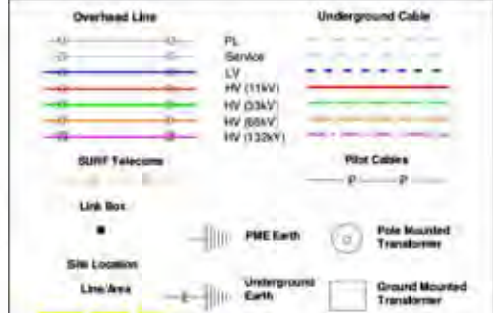 Overhead Line
Underground Cable
PL
Service
LV
HV (11kV)
HV (33kV)
HV (66kV)
HV (132kV)
SURF Telecoms
Pilot Cables
P P
Link Box
PME Earth
Pole Mounted
Transformer
Site Location
Line/Area
Underground
Earth
Ground Mounted
Transformer